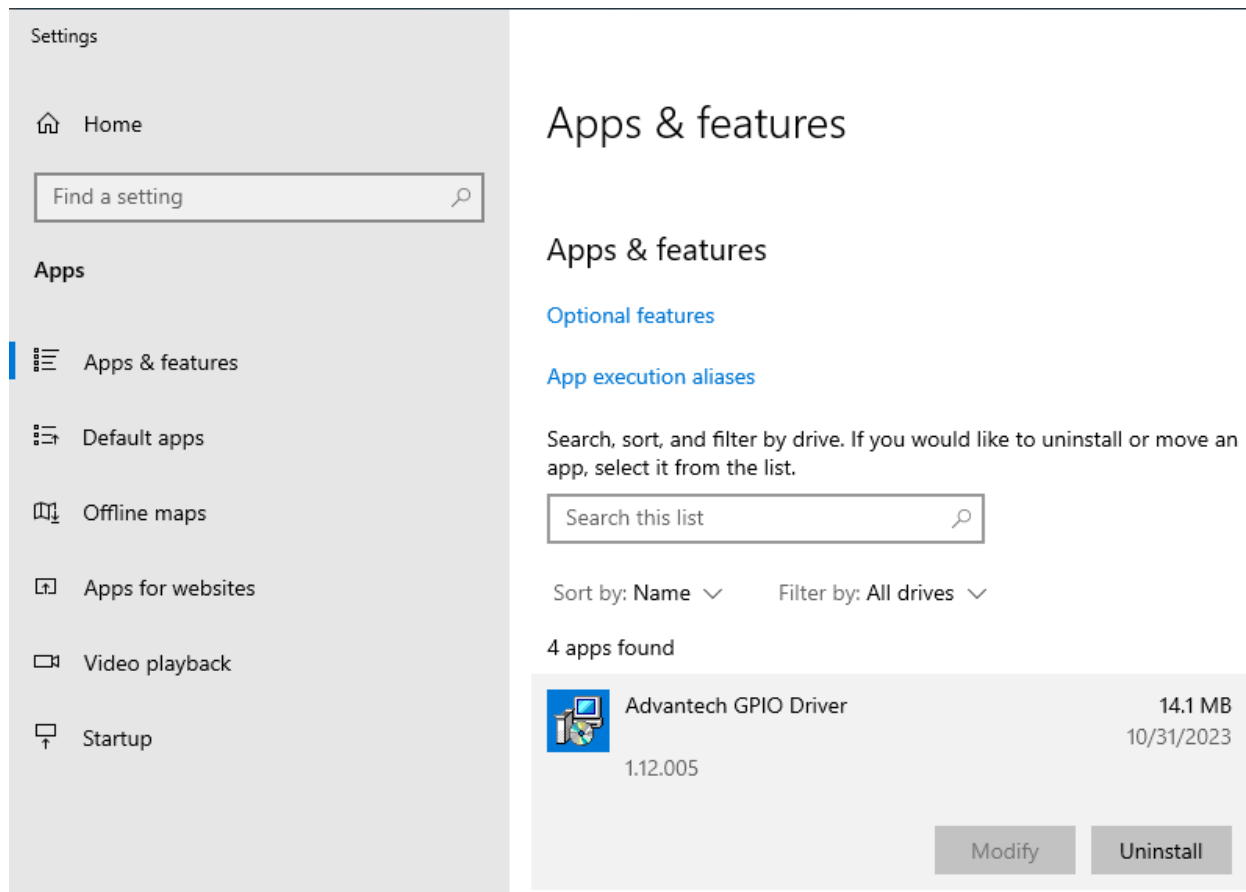 Settings
Home
Find a setting
Apps
Apps & features
Default apps
Offline maps
Apps for websites
Video playback
Startup
Apps & features
Apps & features
Optional features
App execution aliases
Search, sort, and filter by drive. If you would like to uninstall or move an
app, select it from the list.
Search this list
Sort by: Name Filter by: All drives
4 apps found
Advantech GPIO Driver 14.1 MB
10/31/2023
1.12.005
Modify Uninstall